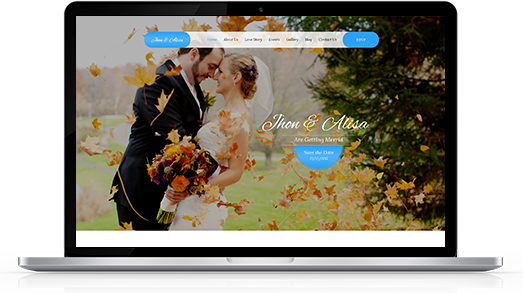 Jhon & Alisa
Home About Us Love Story Events Gallery Blog Contact Us
RSVP
Jhon & Alisa
Are Getting Married
Save the Date